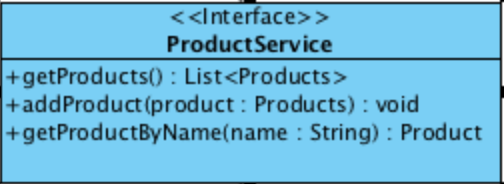 <<Interface>>
ProductService
+getProducts() : List<Products>
+addProduct(product : Products) : void
+getProductByName(name : String) : Product